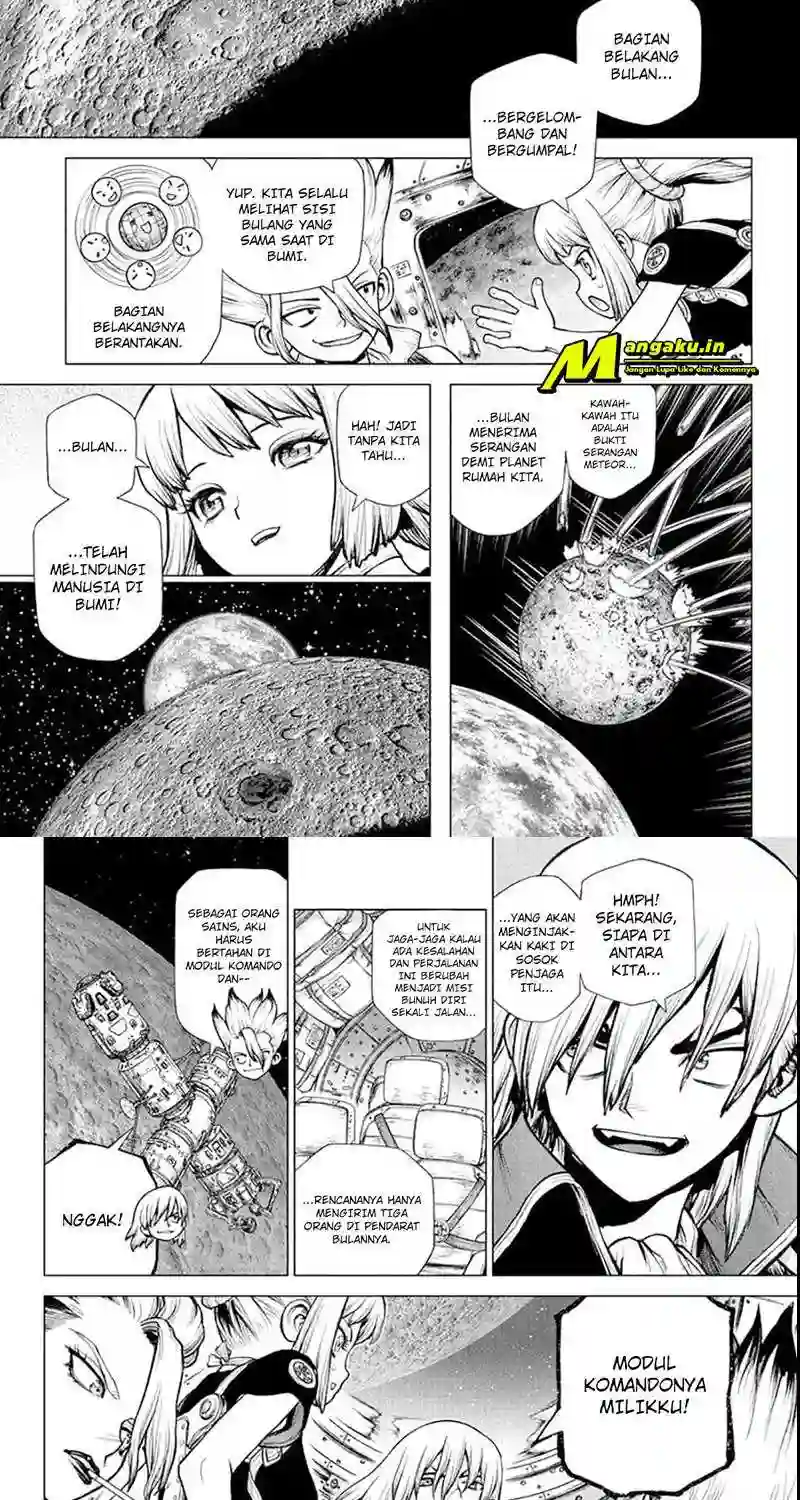 BAGIAN
BELAKANG
BULAN...
...BERGELOM-
BANG DAN
BERGUMPAL!
YUP. KITA SELALU
MELIHAT SISI
BULANG YANG
SAMA SAAT DI
BUMI.
BAGIAN
BELAKANGNYA
BERANTAKAN.
Mangaku.in
Jangan Lupa Like dan Komennya
KAWAH-
KAWAH ITU
ADALAH
BUKTI
SERANGAN
METEOR...
...BULAN
MENERIMA
SERANGAN
DEMI PLANET
RUMAH KITA.
HAH! JADI
TANPA KITA
TAHU...
...BULAN...
...TELAH
MELINDUNGI
MANUSIA DI
BUMI!
HMPH!
SEKARANG,
SIAPA DI
ANTARA
KITA...
...YANG AKAN
MENGINJAK-
KAN KAKI DI
SOSOK
PENJAGA
ITU...
UNTUK
JAGA-JAGA KALAU
ADA KESALAHAN
DAN PERJALANAN
INI BERUBAH
MENJADI MISI
BUNUH DIRI
SEKALI JALAN...
...RENCANANYA HANYA
MENGIRIM TIGA
ORANG DI PENDARAT
BULANNYA.
SEBAGAI ORANG
SAINS, AKU
HARUS
BERTAHAN DI
MODUL KOMANDO
DAN--
NGGAK!
MODUL
KOMANDONYA
MILIKKU!